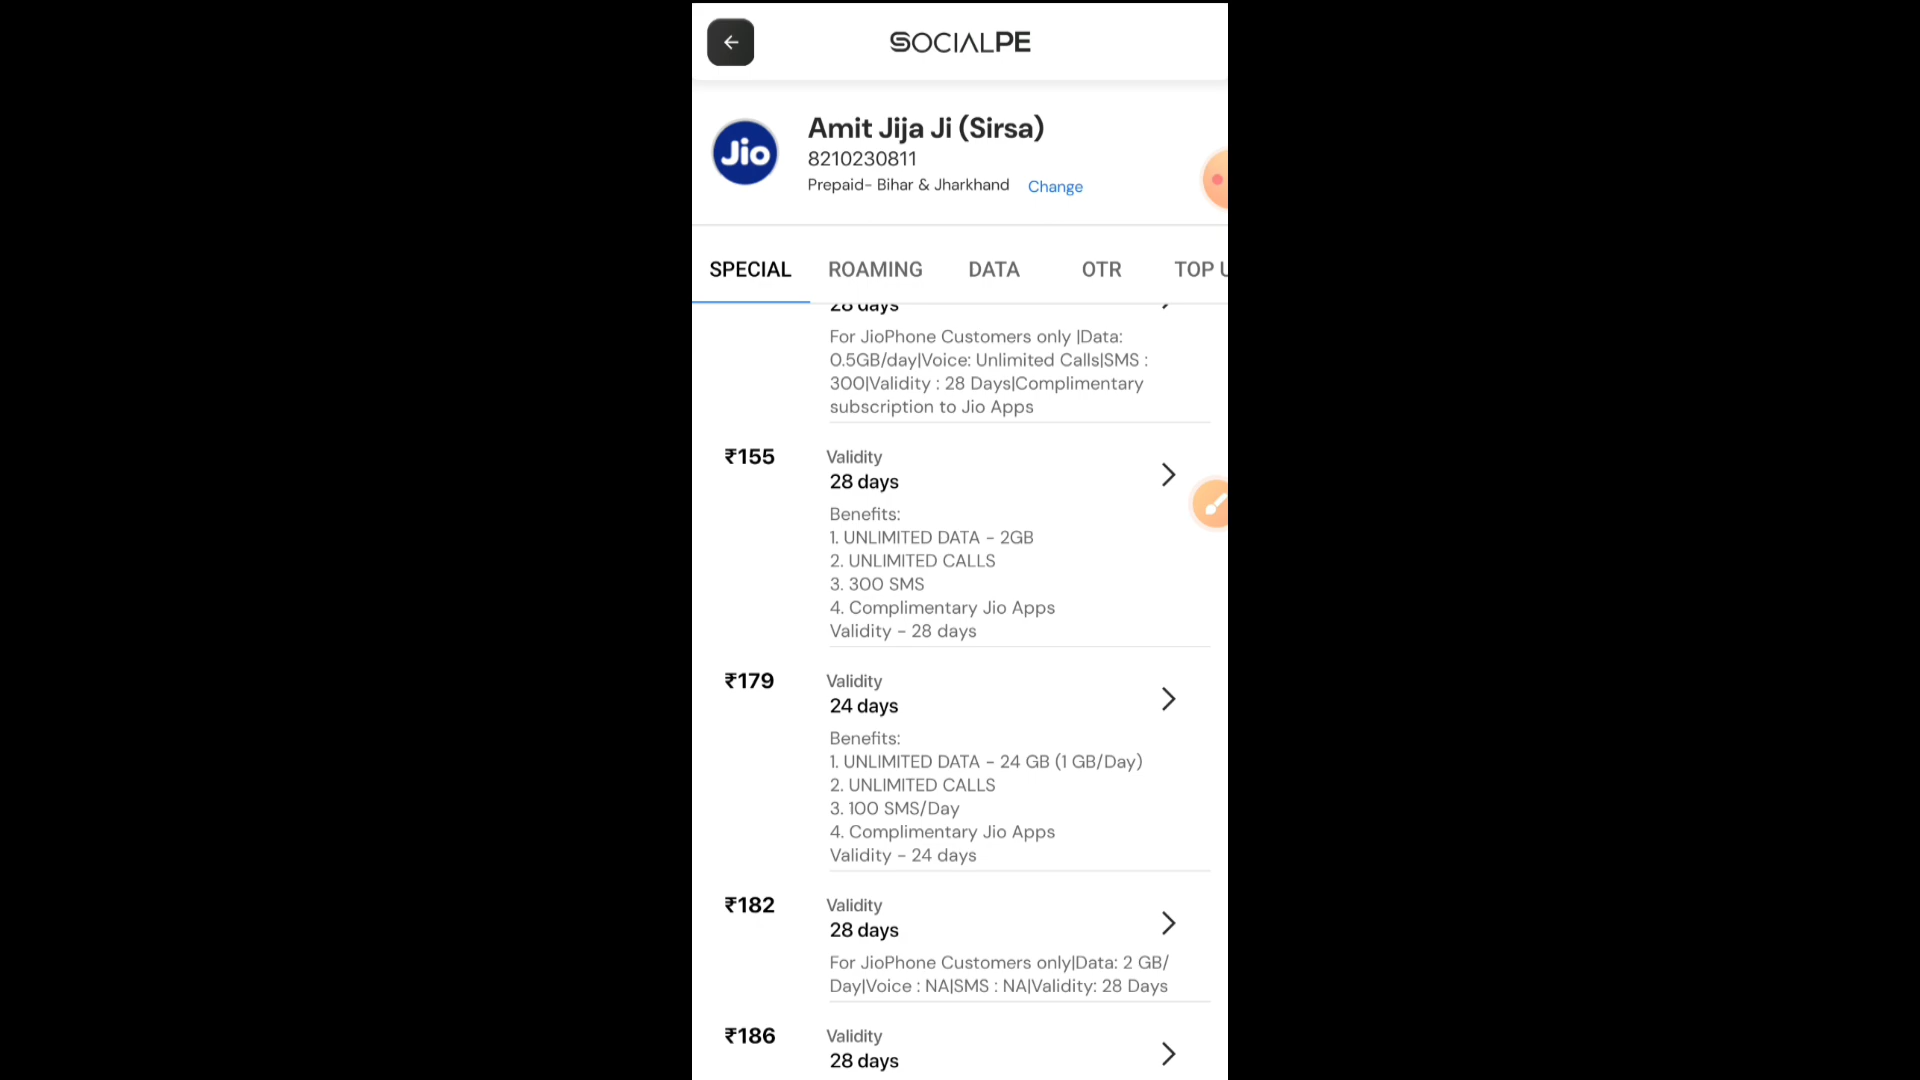 SOCIALPE
Jio
Amit Jija Ji (Sirsa)
8210230811
Prepaid- Bihar & Jharkhand Change
SPECIAL ROAMING DATA OTR TOP U
28 days
For JioPhone Customers only |Data:
0.5GB/day|Voice: Unlimited Calls|SMS :
300|Validity : 28 Days|Complimentary
subscription to Jio Apps
₹155 Validity
28 days
Benefits:
1. UNLIMITED DATA - 2GB
2. UNLIMITED CALLS
3. 300 SMS
4. Complimentary Jio Apps
Validity - 28 days
₹179 Validity
24 days
Benefits:
1. UNLIMITED DATA - 24 GB (1 GB/Day)
2. UNLIMITED CALLS
3. 100 SMS/Day
4. Complimentary Jio Apps
Validity - 24 days
₹182 Validity
28 days
For JioPhone Customers only|Data: 2 GB/
Day|Voice : NA|SMS : NA|Validity: 28 Days
₹186 Validity
28 days